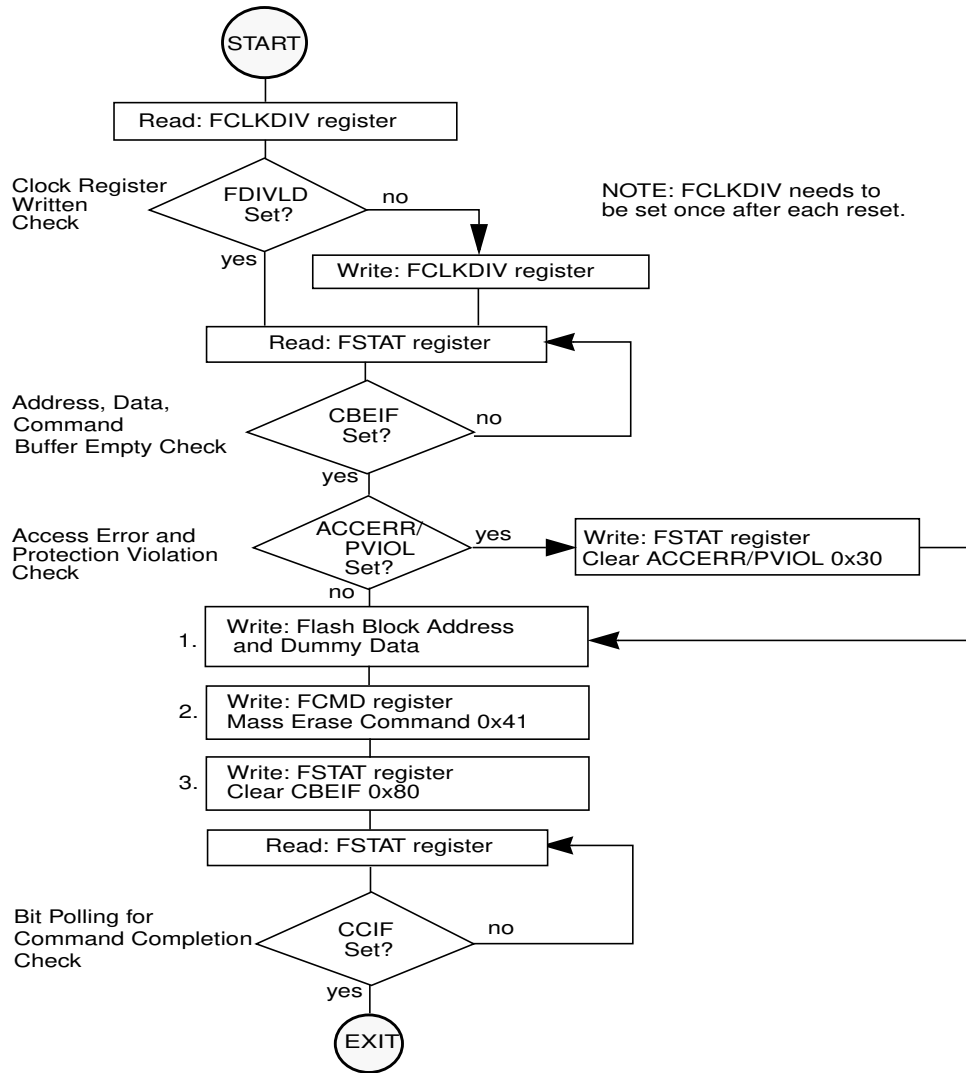 START
Read: FCLKDIV register
Clock Register
Written
Check
FDIVLD
Set?
no
yes
NOTE: FCLKDIV needs to
be set once after each reset.
Write: FCLKDIV register
Read: FSTAT register
Address, Data,
Command
Buffer Empty Check
CBEIF
Set?
no
yes
Access Error and
Protection Violation
Check
ACCERR/
PVIOL
Set?
yes
no
Write: FSTAT register
Clear ACCERR/PVIOL 0x30
1.
Write: Flash Block Address
and Dummy Data
2.
Write: FCMD register
Mass Erase Command 0x41
3.
Write: FSTAT register
Clear CBEIF 0x80
Read: FSTAT register
Bit Polling for
Command Completion
Check
CCIF
Set?
no
yes
EXIT